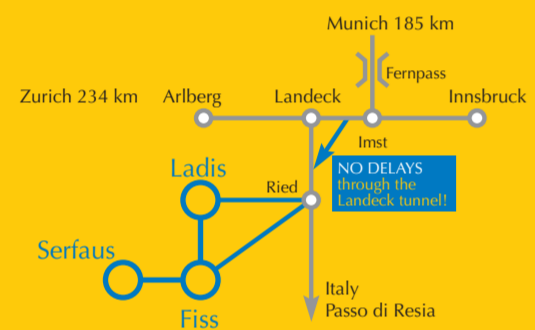 Munich 185 km
Fernpass
Zurich 234 km
Arlberg
Landeck
Innsbruck
Imst
NO DELAYS
through the
Landeck tunnel!
Ladis
Ried
Serfaus
Fiss
Italy
Passo di Resia